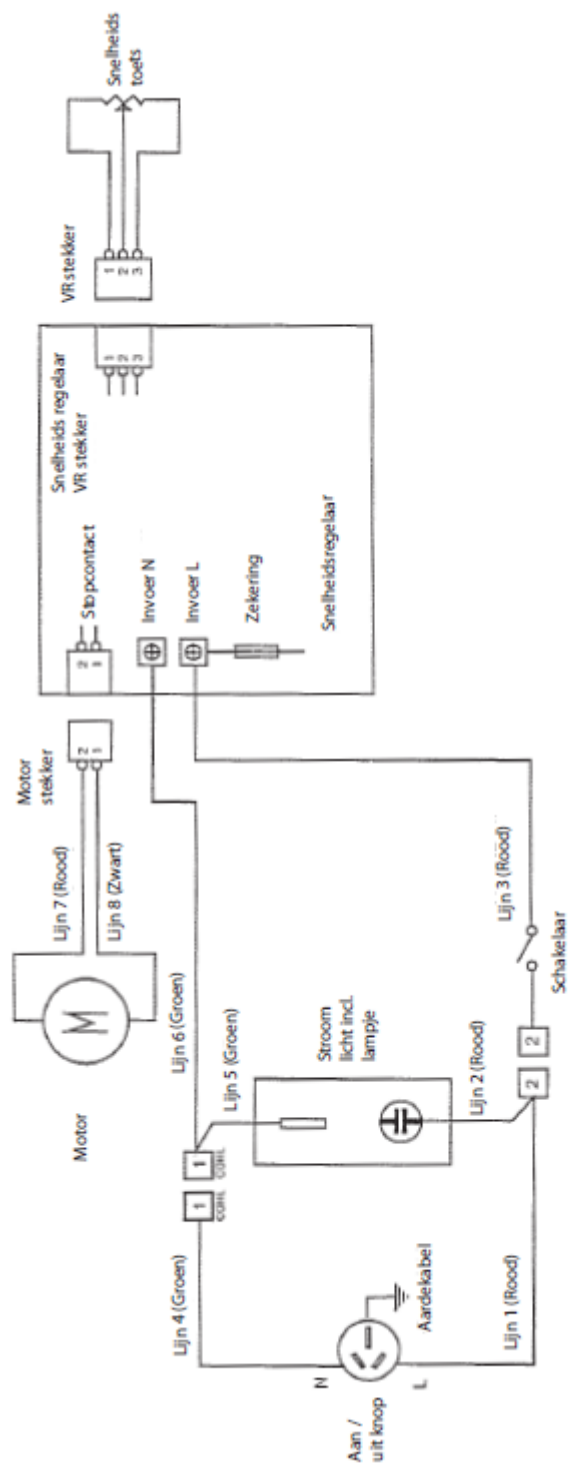 Snelheids
toets
VR stekker
1
2
3
Snelheids regelaar
VR stekker
1
2
3
Stopcontact
2
1
Invoer N
Invoer L
Zekering
Snelheidsregelaar
Motor
stekker
2
1
Lijn 7 (Rood)
Lijn 8 (Zwart)
M
Motor
Lijn 6 (Groen)
Lijn 5 (Groen)
Stroom
licht incl.
lampje
Lijn 2 (Rood)
Lijn 3 (Rood)
Schakelaar
2
2
1
1
Lijn 4 (Groen)
N
L
Aardekabel
Lijn 1 (Rood)
Aan /
uit knop